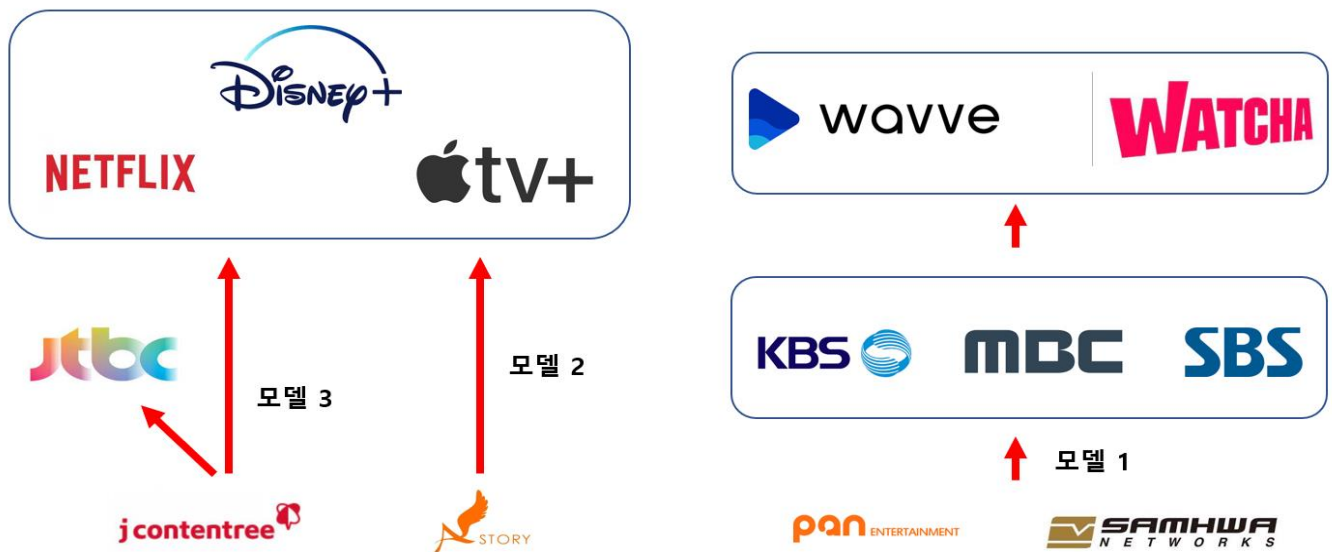 Disney+
NETFLIX
tv+
jtbc
모델 3
모델 2
j contentree
A STORY
wavve
WATCHA
KBS
MBC
SBS
모델 1
pan ENTERTAINMENT
SAMHWA
NETWORKS